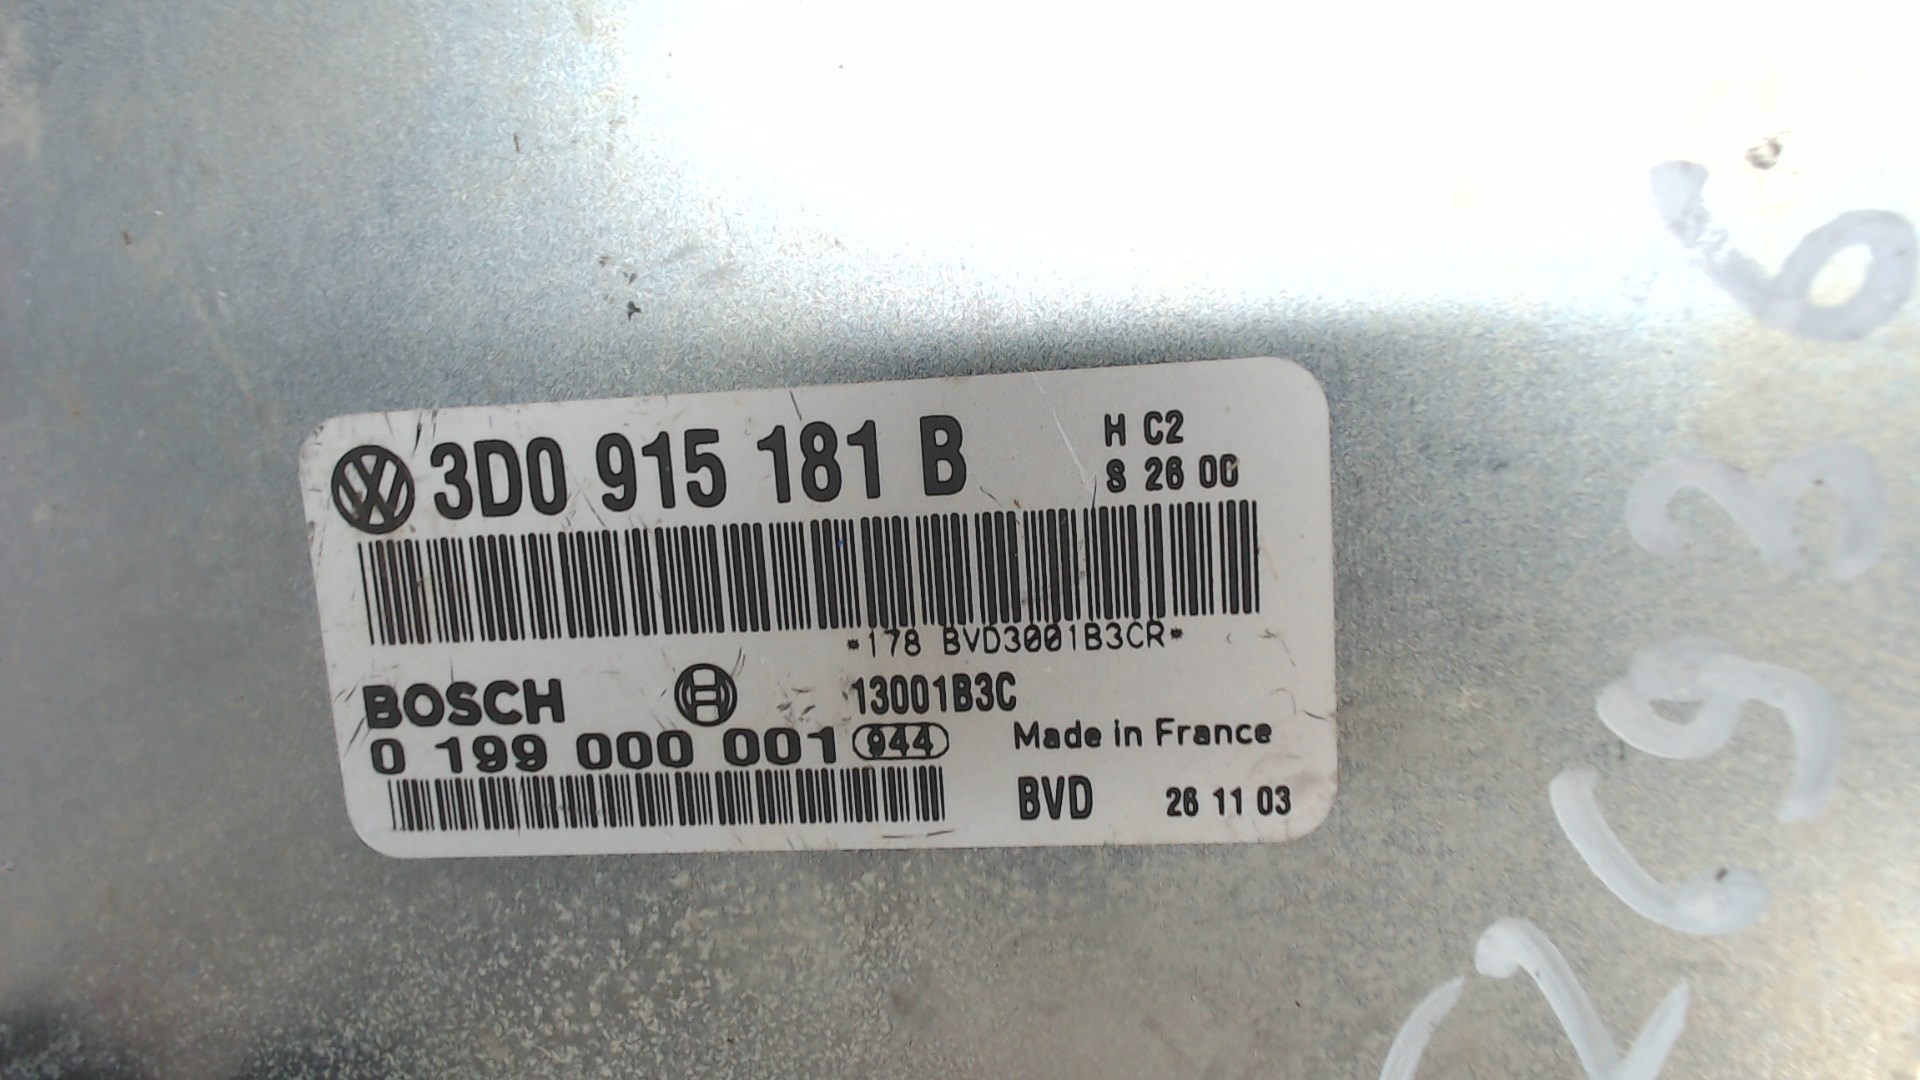 3D0 915 181 B
H C2
S 26 00
*178 BVD3001B3CR*
BOSCH
13001B3C
0 199 000 001 944
Made in France
BVD 26 11 03